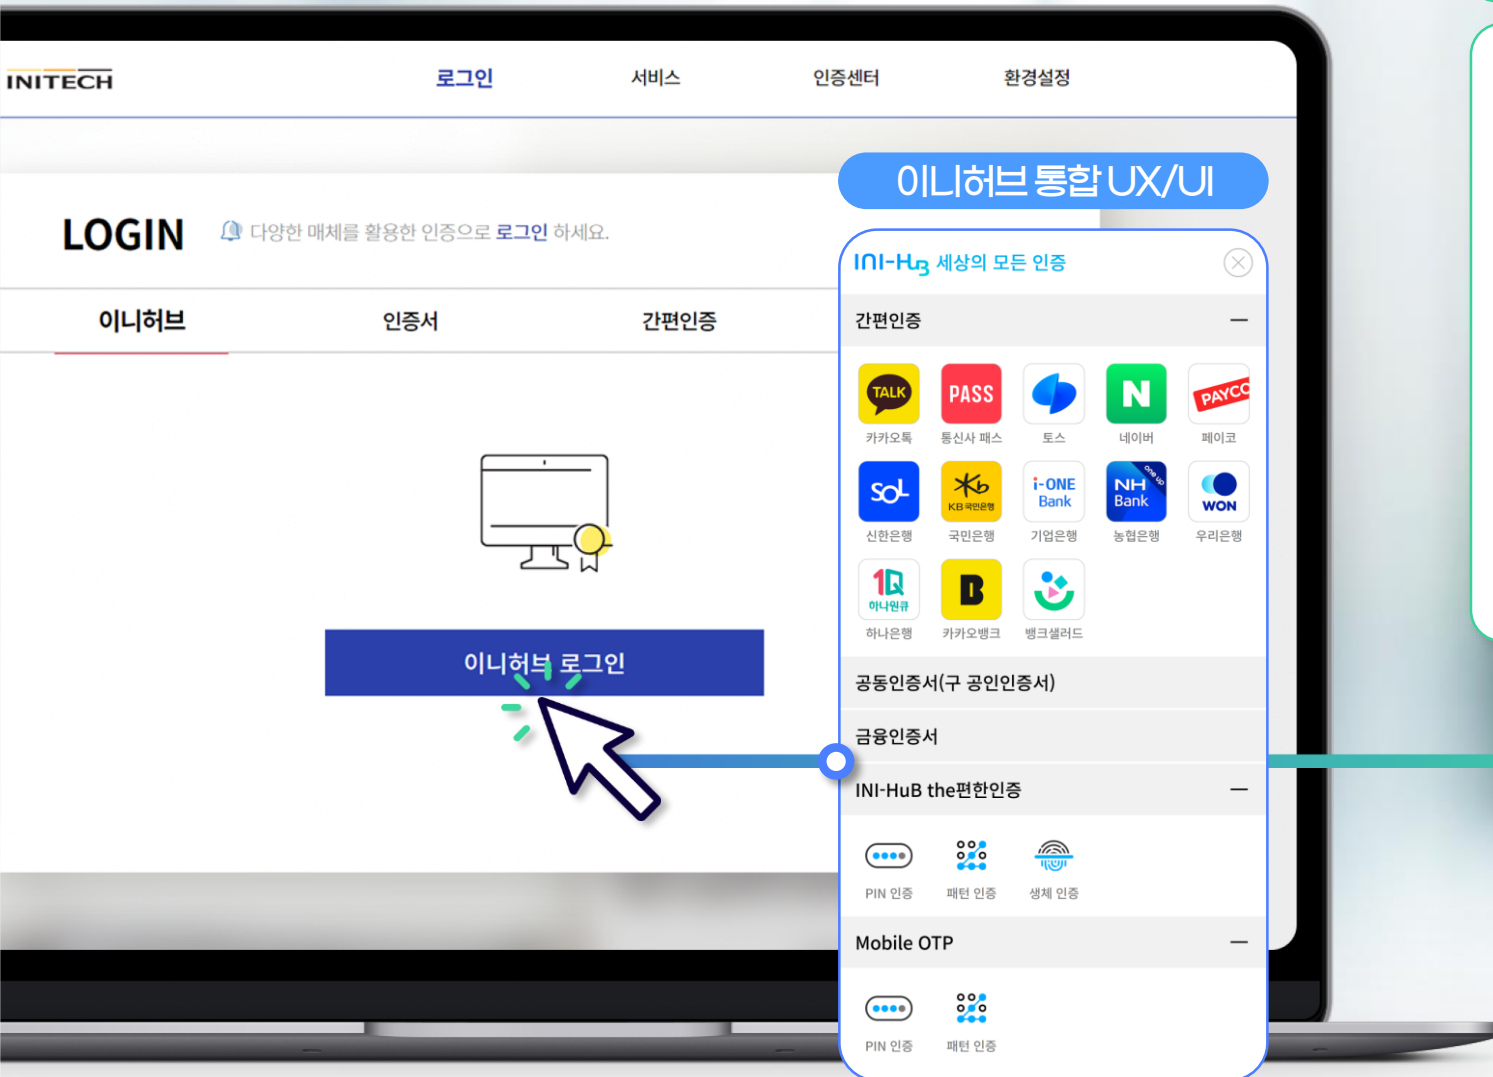 INITECH
로그인
서비스
인증센터
환경설정
LOGIN
다양한 매체를 활용한 인증으로 로그인 하세요.
이니허브
인증서
간편인증
이니허브 로그인
이니허브 통합 UX/UI
INI-HuB 세상의 모든 인증
간편인증
TALK
PASS
N
PAYCO
카카오톡
통신사 패스
토스
네이버
페이코
SOL
Kb
KB국민은행
i-ONE
Bank
NH
Bank
one up
WON
신한은행
국민은행
기업은행
농협은행
우리은행
1Q
하나원큐
B
하나은행
카카오뱅크
뱅크샐러드
공동인증서(구 공인인증서)
금융인증서
INI-HuB the편한인증
PIN 인증
패턴 인증
생체 인증
Mobile OTP
PIN 인증
패턴 인증